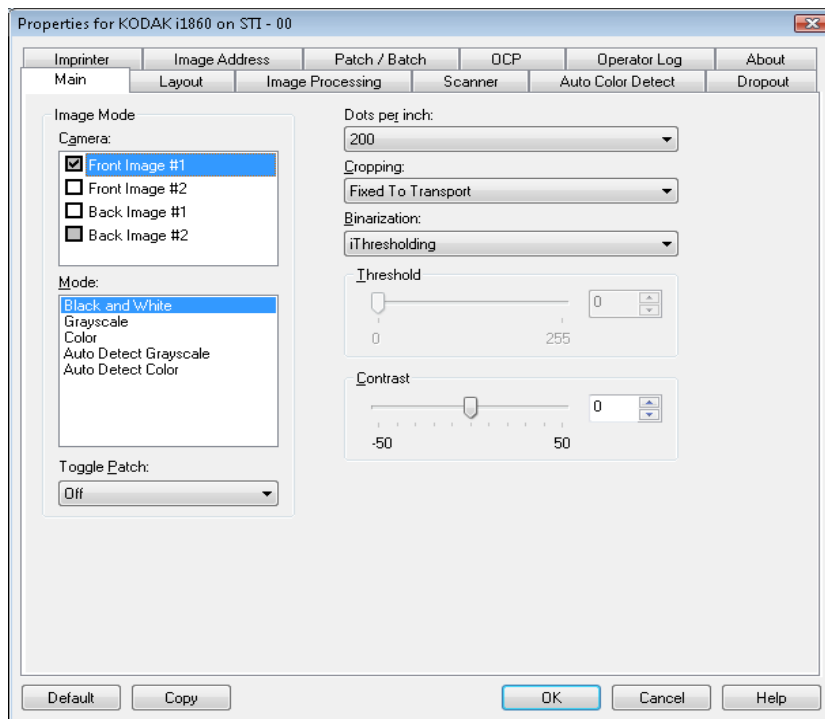 Properties for KODAK i1860 on STI - 00
Imprinter Image Address Patch / Batch OCP Operator Log About
Main Layout Image Processing Scanner Auto Color Detect Dropout
Image Mode
Camera:
Front Image #1
Front Image #2
Back Image #1
Back Image #2
Mode:
Black and White
Grayscale
Color
Auto Detect Grayscale
Auto Detect Color
Toggle Patch:
Off
Dots per inch:
200
Cropping:
Fixed To Transport
Binarization:
iThresholding
Threshold
0
0 255
Contrast
0
-50 50
Default Copy OK Cancel Help